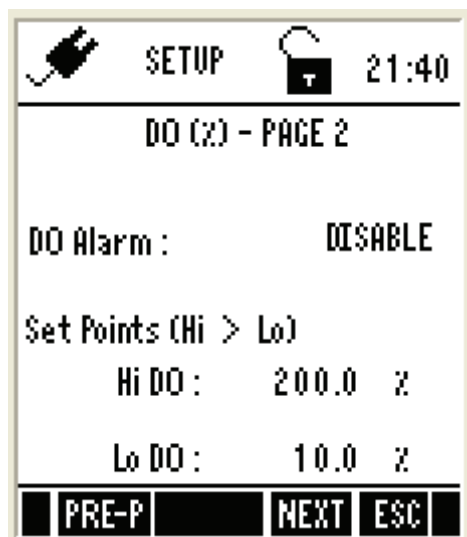 SETUP 21:40
DO (%) - PAGE 2
DO Alarm : DISABLE
Set Points (Hi > Lo)
Hi DO : 200.0 %
Lo DO : 10.0 %
PRE-P NEXT ESC